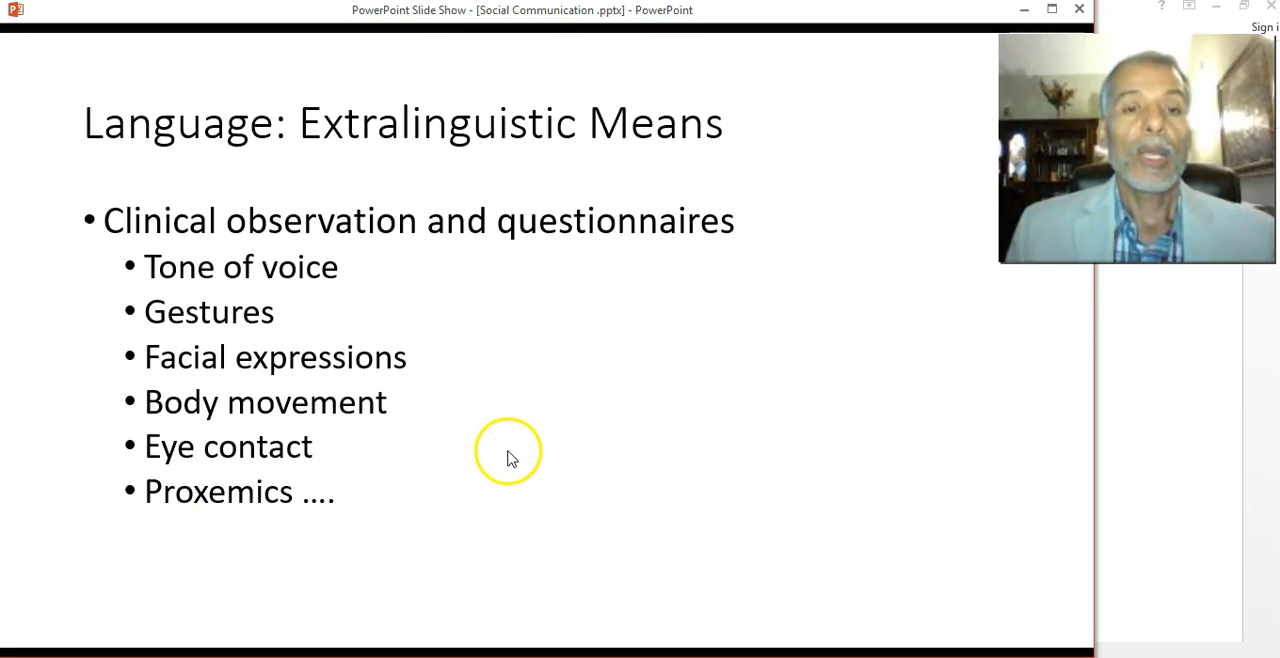 PowerPoint Slide Show - [Social Communication .pptx] - PowerPoint
Sign i
Language: Extralinguistic Means
• Clinical observation and questionnaires
• Tone of voice
• Gestures
• Facial expressions
• Body movement
• Eye contact
• Proxemics ....